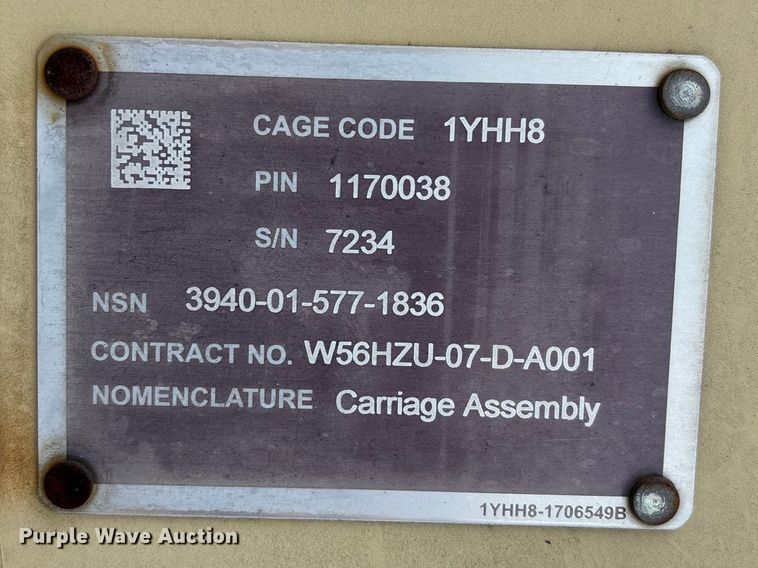 CAGE CODE 1YHH8
PIN 1170038
S/N 7234
NSN 3940-01-577-1836
CONTRACT NO. W56HZU-07-D-A001
NOMENCLATURE Carriage Assembly
1YHH8-1706549B
Purple Wave Auction